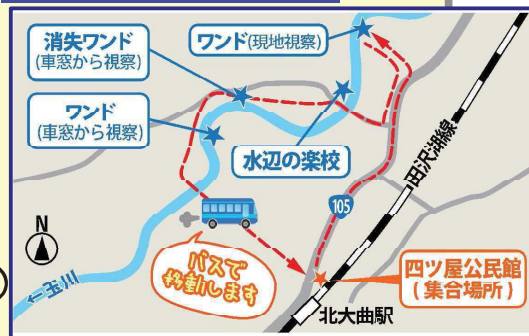 消失ワンド
(車窓から視察)
ワンド(現地視察)
ワンド
(車窓から視察)
水辺の楽校
田沢湖線
105
N
バスで
移動します
四ツ屋公民館
(集合場所)
←玉川
北大曲駅